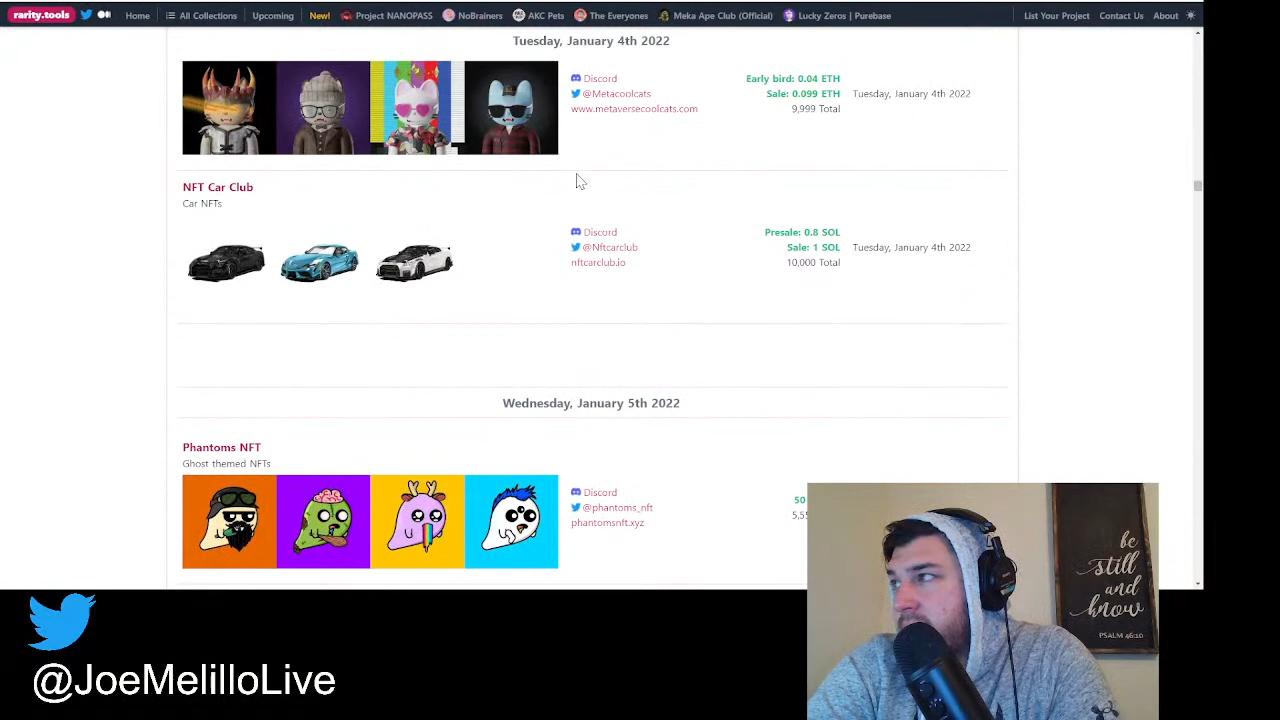 rarity.tools Home All Collections Upcoming New! Project NANOPASS NoBrainers AKC Pets The Everyones Meka Ape Club (Official) Lucky Zeros | Purebase List Your Project Contact Us About
Tuesday, January 4th 2022
Discord Early bird: 0.04 ETH
@Metacoolcats Sale: 0.099 ETH Tuesday, January 4th 2022
www.metaversecoolcats.com 9,999 Total
NFT Car Club
Car NFTs
Discord Presale: 0.8 SOL
@Nftcarclub Sale: 1 SOL Tuesday, January 4th 2022
nftcarclub.io 10,000 Total
Wednesday, January 5th 2022
Phantoms NFT
Ghost themed NFTs
Discord
@phantoms_nft 50
phantomsnft.xyz
be
still
and
know
PSALM 46:10
@JoeMelilloLive